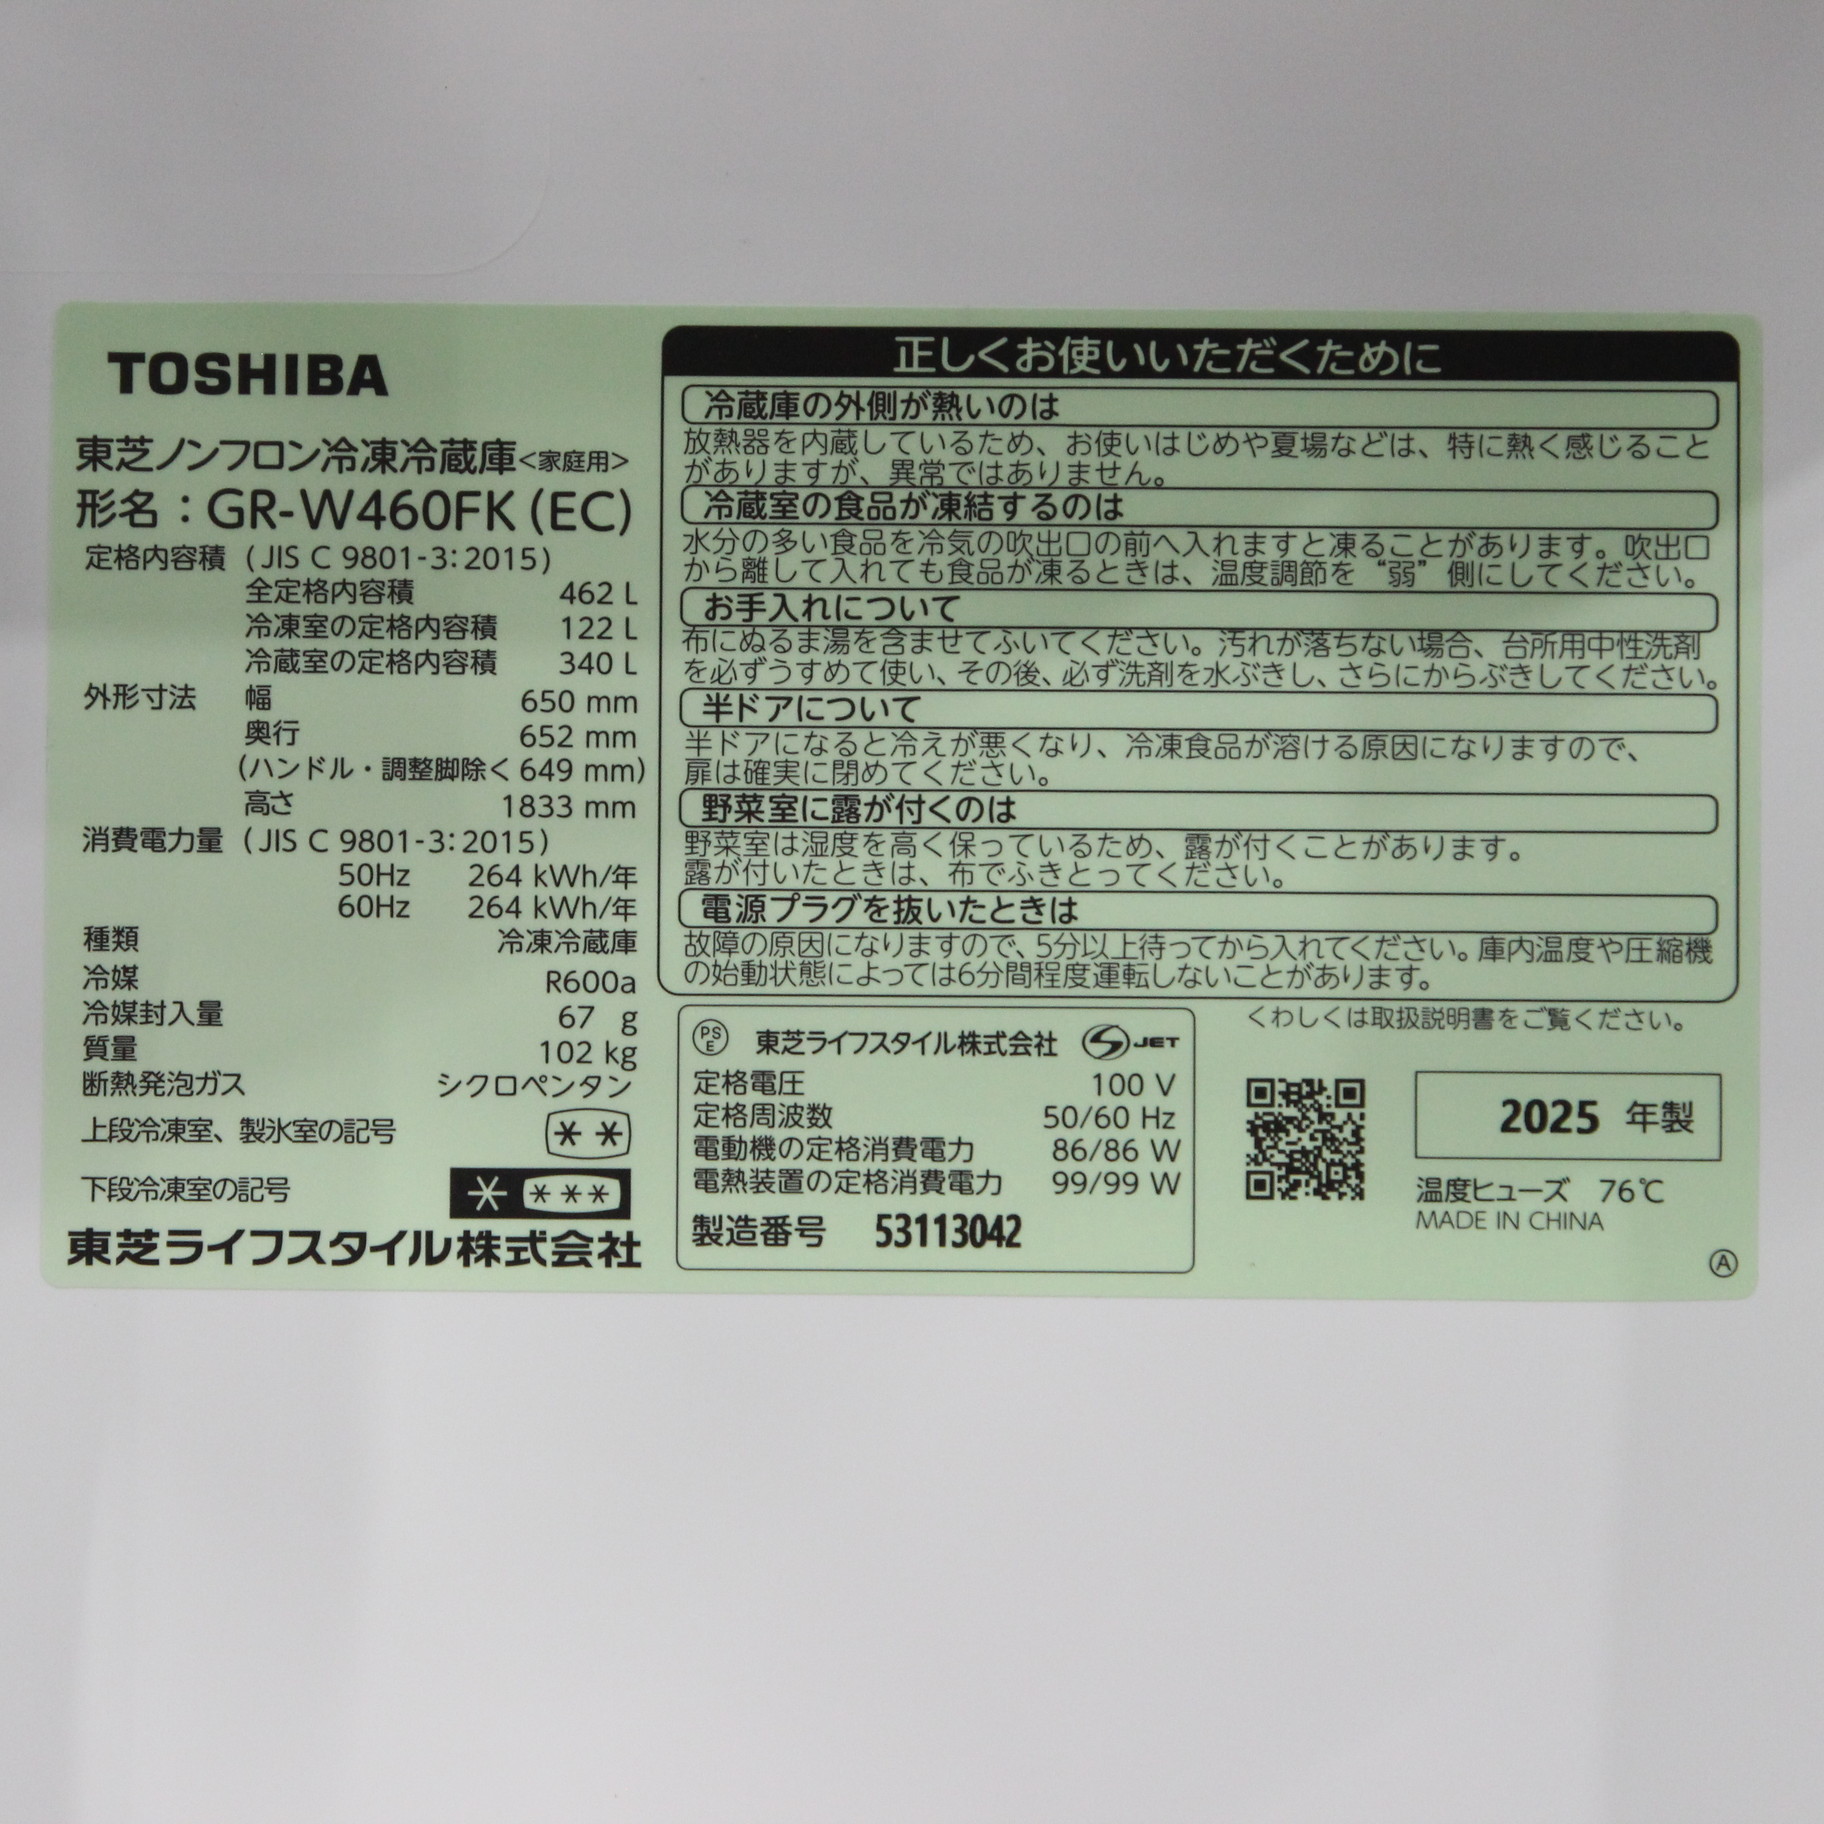 TOSHIBA
東芝ノンフロン冷凍冷蔵庫<家庭用>
形名：GR-W460FK(EC)
定格内容積 (JIS C 9801-3:2015)
全定格内容積 462 L
冷凍室の定格内容積 122 L
冷蔵室の定格内容積 340 L
外形寸法 幅 650 mm
奥行 652 mm
(ハンドル・調整脚除く 649 mm)
高さ 1833 mm
消費電力量 (JIS C 9801-3:2015)
50Hz 264 kWh/年
60Hz 264 kWh/年
種類 冷凍冷蔵庫
冷媒 R600a
冷媒封入量 67 g
質量 102 kg
断熱発泡ガス シクロペンタン
上段冷凍室、製氷室の記号 ＊＊
下段冷凍室の記号 ＊ ＊＊＊
東芝ライフスタイル株式会社
正しくお使いいただくために
冷蔵庫の外側が熱いのは
放熱器を内蔵しているため、お使いはじめや夏場などは、特に熱く感じること
がありますが、異常ではありません。
冷蔵室の食品が凍結するのは
水分の多い食品を冷気の吹出口の前へ入れますと凍ることがあります。吹出口
から離して入れても食品が凍るときは、温度調節を“弱”側にしてください。
お手入れについて
布にぬるま湯を含ませてふいてください。汚れが落ちない場合、台所用中性洗剤
を必ずうすめて使い、その後、必ず洗剤を水ぶきし、さらにからぶきしてください。
半ドアについて
半ドアになると冷えが悪くなり、冷凍食品が溶ける原因になりますので、
扉は確実に閉めてください。
野菜室に露が付くのは
野菜室は湿度を高く保っているため、露が付くことがあります。
露が付いたときは、布でふきとってください。
電源プラグを抜いたときは
故障の原因になりますので、5分以上待ってから入れてください。庫内温度や圧縮機
の始動状態によっては6分間程度運転しないことがあります。
くわしくは取扱説明書をご覧ください。
PSE 東芝ライフスタイル株式会社 JET
定格電圧 100 V
定格周波数 50/60 Hz
電動機の定格消費電力 86/86 W
電熱装置の定格消費電力 99/99 W
製造番号 53113042
2025 年製
温度ヒューズ 76℃
MADE IN CHINA
Ⓐ